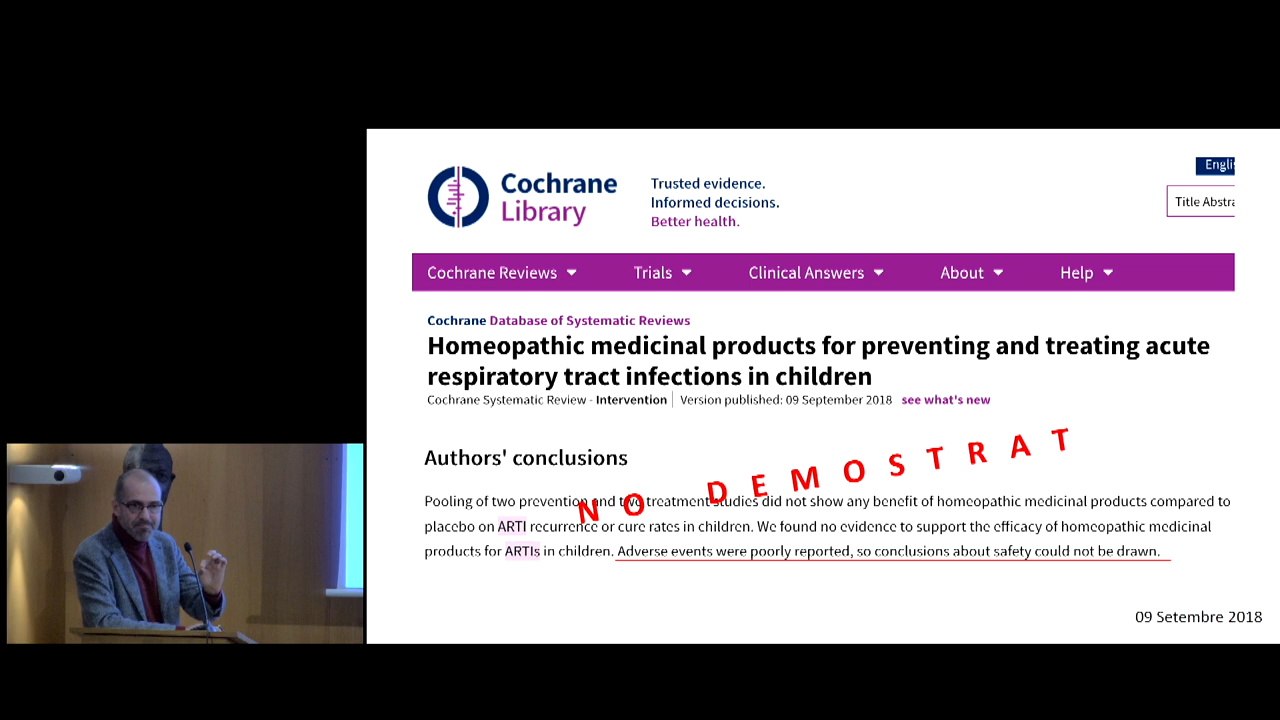 Cochrane
Library
Trusted evidence.
Informed decisions.
Better health.
Title Abstra
Cochrane Reviews
Trials
Clinical Answers
About
Help
Cochrane Database of Systematic Reviews
Homeopathic medicinal products for preventing and treating acute
respiratory tract infections in children
Cochrane Systematic Review - Intervention | Version published: 09 September 2018 see what's new
NO DEMOSTRAT
Authors' conclusions
Pooling of two prevention and two treatment studies did not show any benefit of homeopathic medicinal products compared to
placebo on ARTI recurrence or cure rates in children. We found no evidence to support the efficacy of homeopathic medicinal
products for ARTIs in children. Adverse events were poorly reported, so conclusions about safety could not be drawn.
09 Setembre 2018